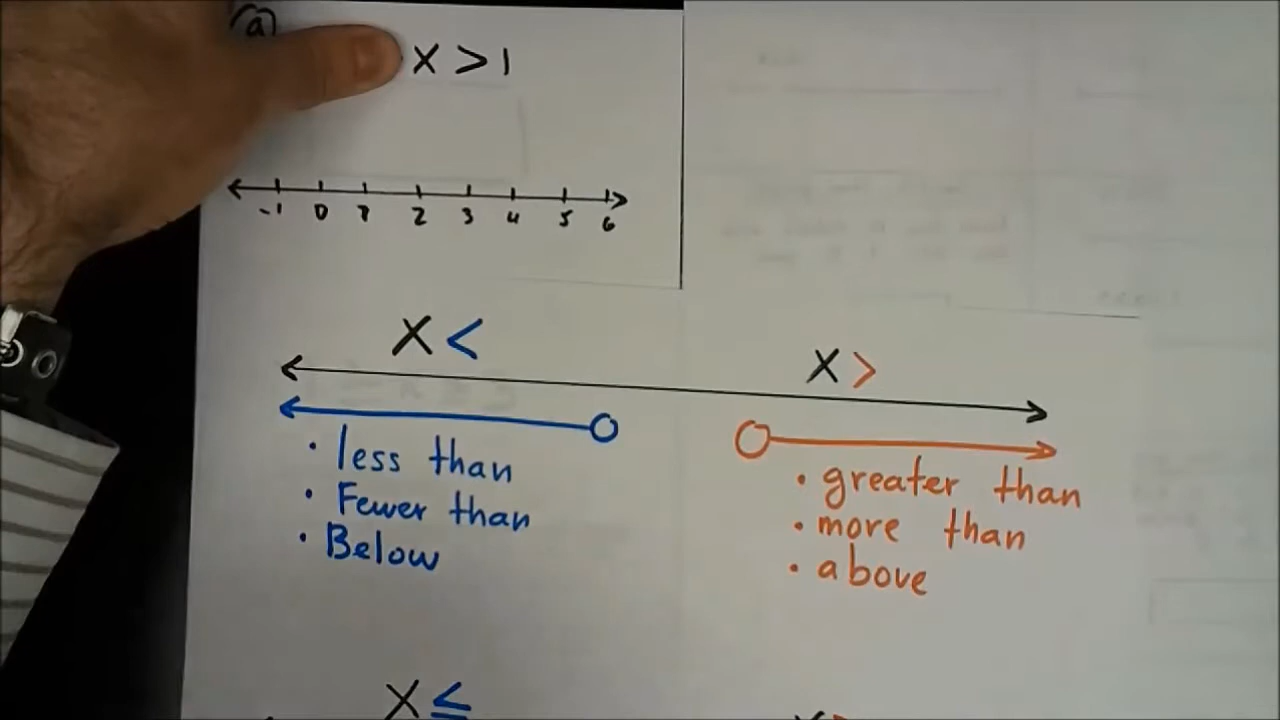 a
x > 1
-1 0 1 2 3 4 5 6
X <
X >
• less than
• Fewer than
• Below
• greater than
• more than
• above
X ≤